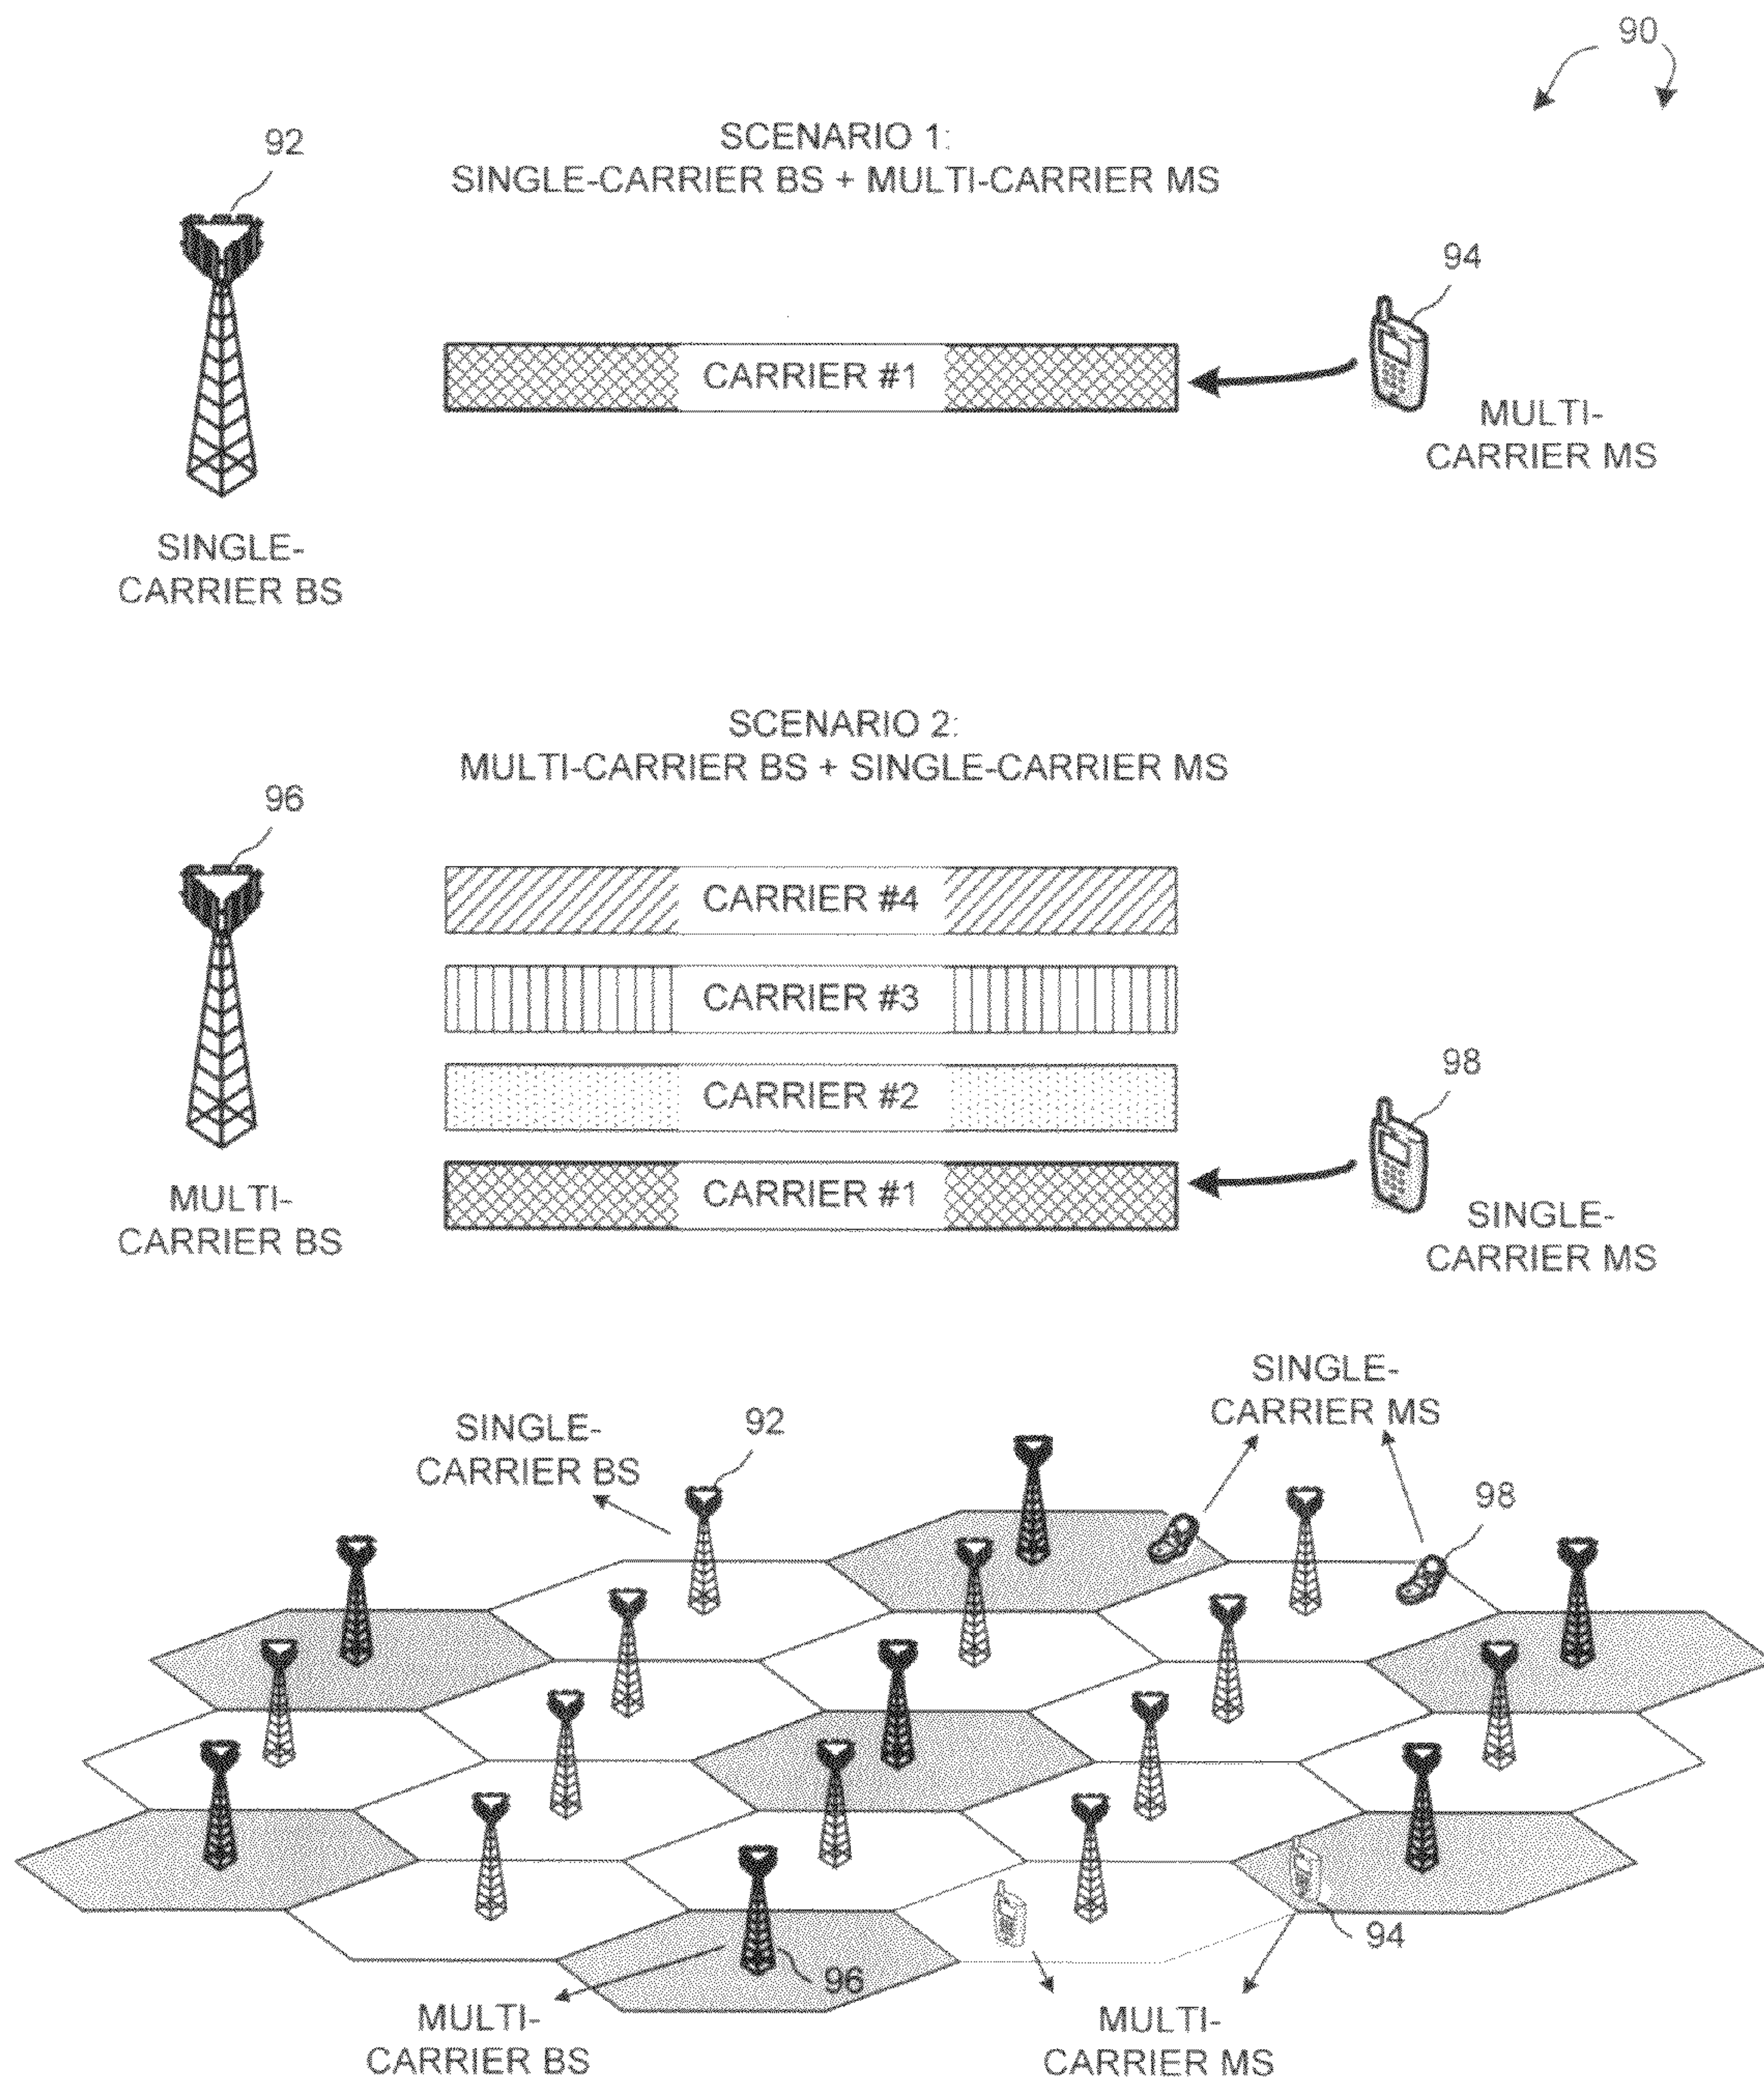 90
92
SCENARIO 1:
SINGLE-CARRIER BS + MULTI-CARRIER MS
94
CARRIER #1
MULTI-
CARRIER MS
SINGLE-
CARRIER BS
SCENARIO 2:
MULTI-CARRIER BS + SINGLE-CARRIER MS
96
CARRIER #4
CARRIER #3
CARRIER #2
98
CARRIER #1
MULTI-
CARRIER BS
SINGLE-
CARRIER MS
SINGLE-
CARRIER MS
SINGLE-
CARRIER BS
92
98
94
96
MULTI-
CARRIER BS
MULTI-
CARRIER MS